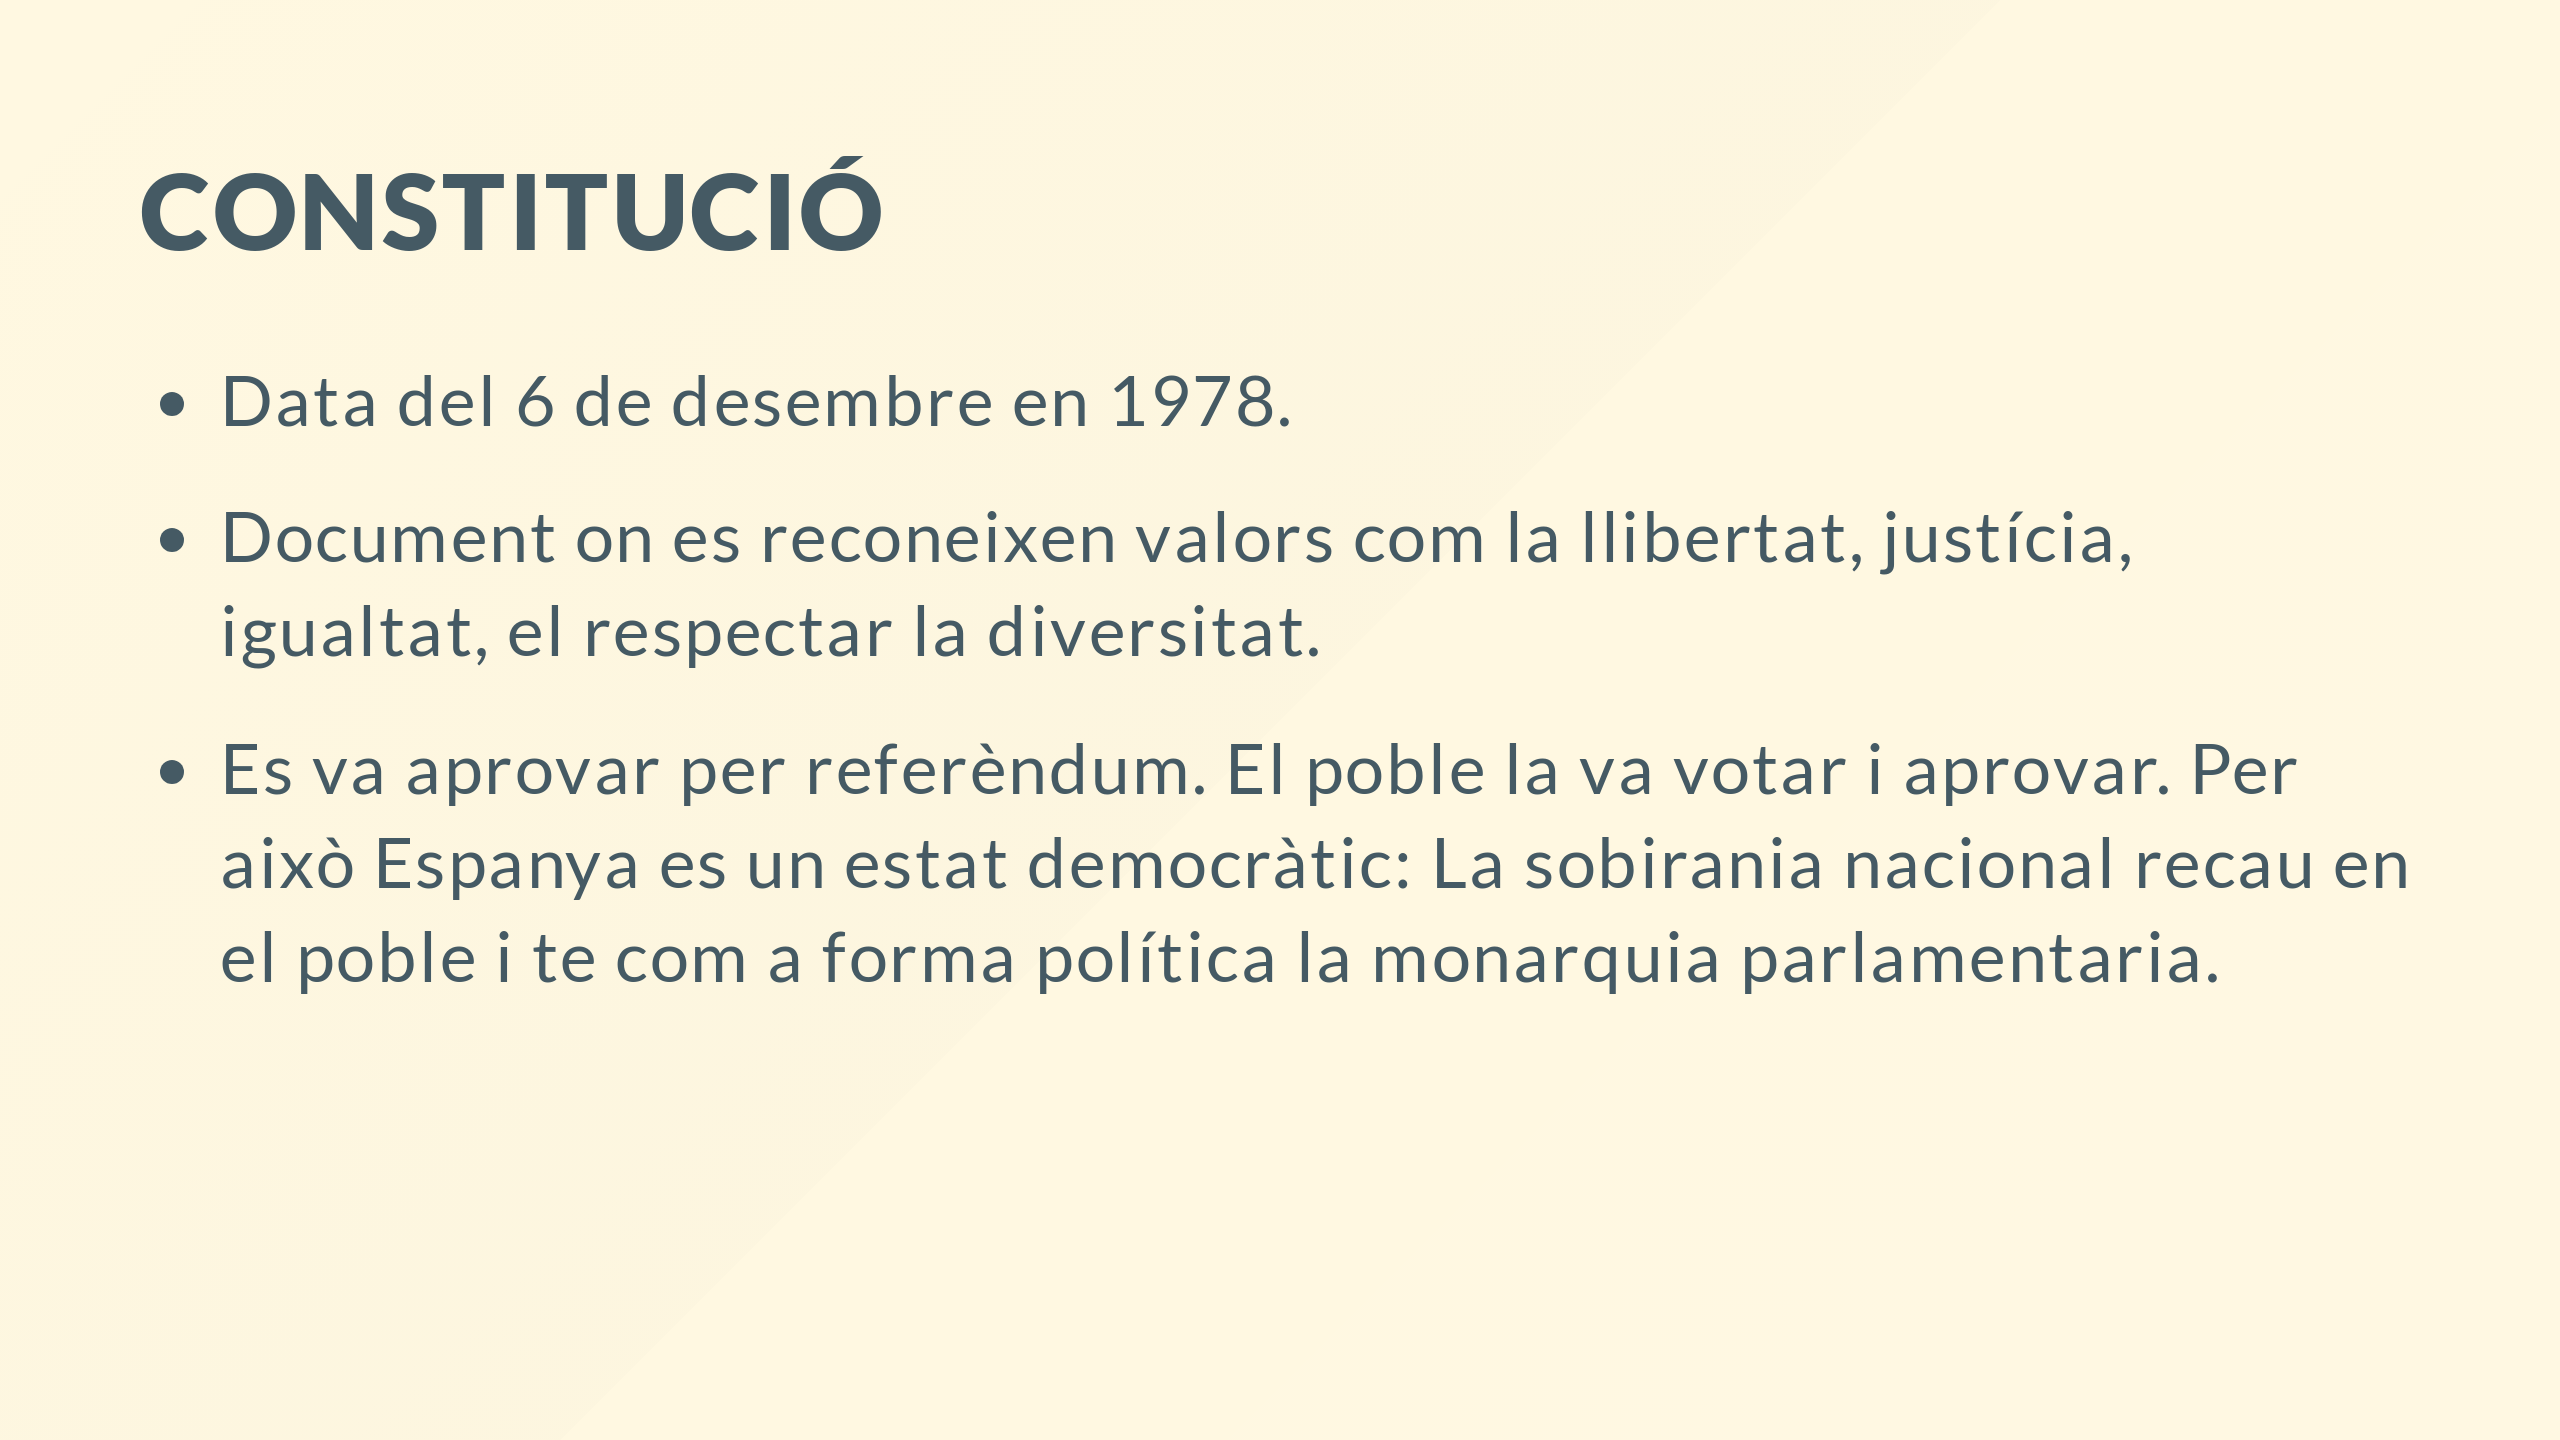 CONSTITUCIÓ
• Data del 6 de desembre en 1978.
• Document on es reconeixen valors com la llibertat, justícia,
igualtat, el respectar la diversitat.
• Es va aprovar per referèndum. El poble la va votar i aprovar. Per
això Espanya es un estat democràtic: La sobirania nacional recau en
el poble i te com a forma política la monarquia parlamentaria.